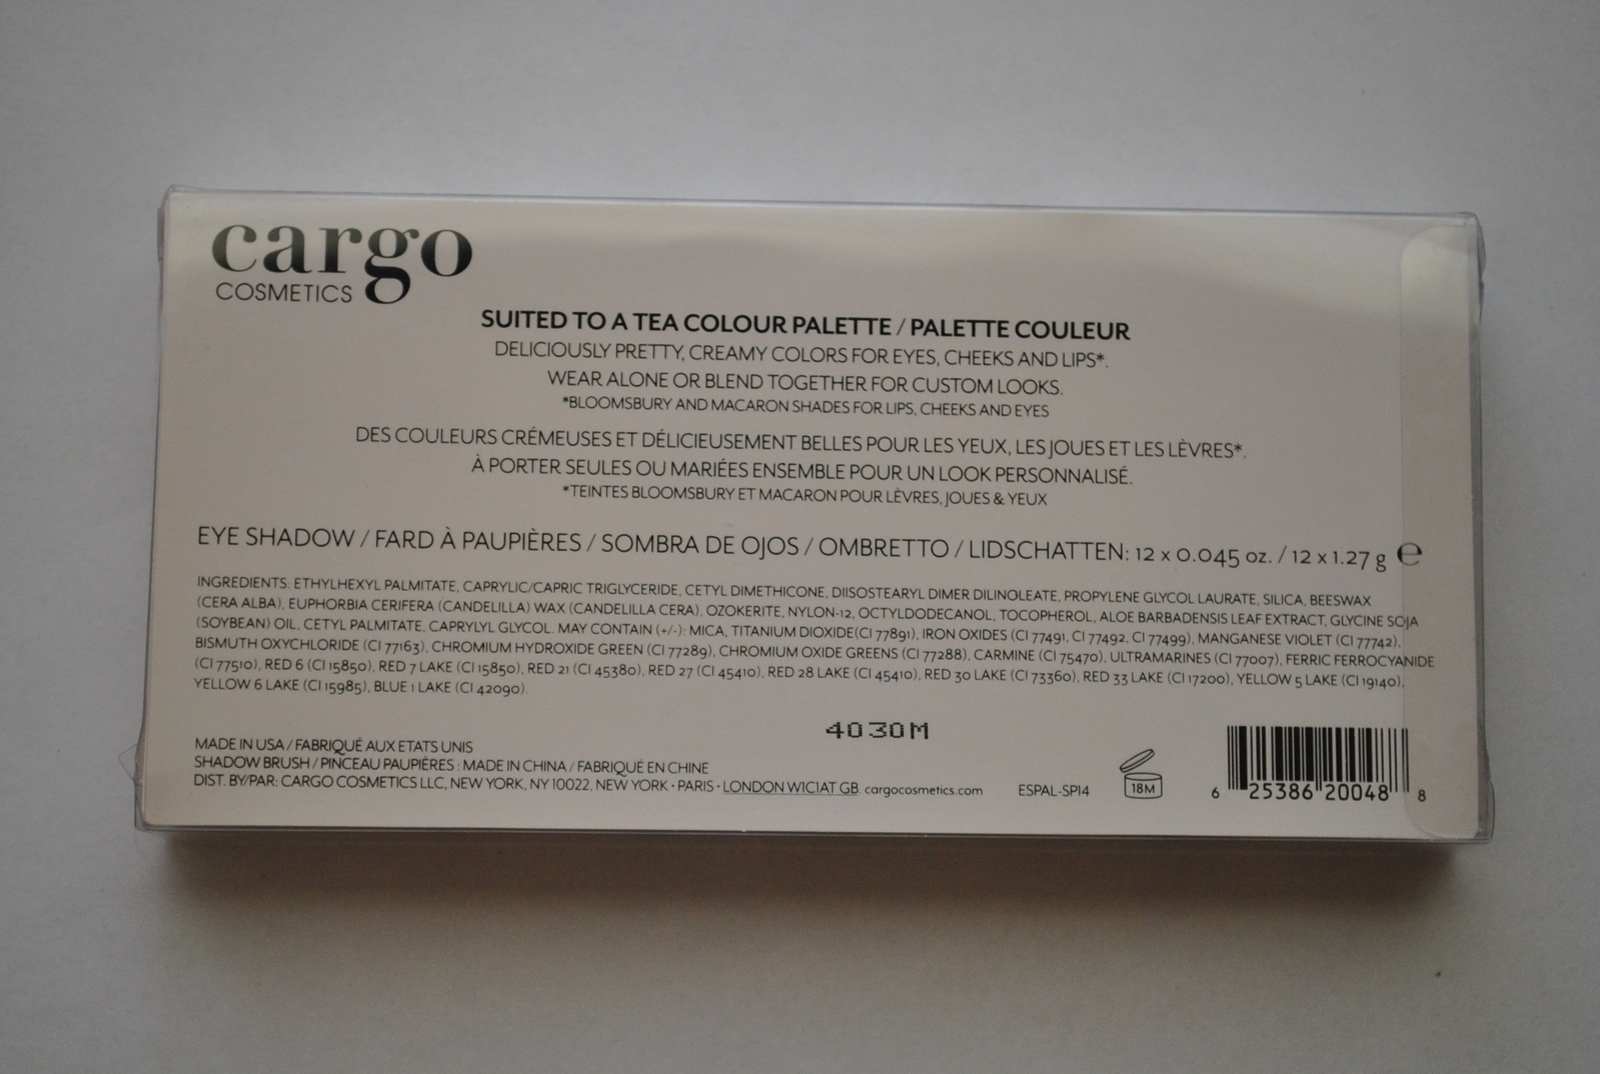 cargo
COSMETICS
SUITED TO A TEA COLOUR PALETTE / PALETTE COULEUR
DELICIOUSLY PRETTY, CREAMY COLORS FOR EYES, CHEEKS AND LIPS*.
WEAR ALONE OR BLEND TOGETHER FOR CUSTOM LOOKS.
*BLOOMSBURY AND MACARON SHADES FOR LIPS, CHEEKS AND EYES
DES COULEURS CRÉMEUSES ET DÉLICIEUSEMENT BELLES POUR LES YEUX, LES JOUES ET LES LÈVRES*.
À PORTER SEULES OU MARIÉES ENSEMBLE POUR UN LOOK PERSONNALISÉ.
*TEINTES BLOOMSBURY ET MACARON POUR LÈVRES, JOUES & YEUX
EYE SHADOW / FARD À PAUPIÈRES / SOMBRA DE OJOS / OMBRETTO / LIDSCHATTEN: 12 x 0.045 oz. / 12 x 1.27 g ℮
INGREDIENTS: ETHYLHEXYL PALMITATE, CAPRYLIC/CAPRIC TRIGLYCERIDE, CETYL DIMETHICONE, DIISOSTEARYL DIMER DILINOLEATE, PROPYLENE GLYCOL LAURATE, SILICA, BEESWAX
(CERA ALBA), EUPHORBIA CERIFERA (CANDELILLA) WAX (CANDELILLA CERA), OZOKERITE, NYLON-12, OCTYLDODECANOL, TOCOPHEROL, ALOE BARBADENSIS LEAF EXTRACT, GLYCINE SOJA
(SOYBEAN) OIL, CETYL PALMITATE, CAPRYLYL GLYCOL. MAY CONTAIN (+/-): MICA, TITANIUM DIOXIDE(CI 77891), IRON OXIDES (CI 77491, CI 77492, CI 77499), MANGANESE VIOLET (CI 77742),
BISMUTH OXYCHLORIDE (CI 77163), CHROMIUM HYDROXIDE GREEN (CI 77289), CHROMIUM OXIDE GREENS (CI 77288), CARMINE (CI 75470), ULTRAMARINES (CI 77007), FERRIC FERROCYANIDE
(CI 77510), RED 6 (CI 15850), RED 7 LAKE (CI 15850), RED 21 (CI 45380), RED 27 (CI 45410), RED 28 LAKE (CI 45410), RED 30 LAKE (CI 73360), RED 33 LAKE (CI 17200), YELLOW 5 LAKE (CI 19140),
YELLOW 6 LAKE (CI 15985), BLUE 1 LAKE (CI 42090).
4030M
MADE IN USA / FABRIQUÉ AUX ETATS UNIS
SHADOW BRUSH / PINCEAU PAUPIÈRES : MADE IN CHINA / FABRIQUÉ EN CHINE
DIST. BY/PAR: CARGO COSMETICS LLC, NEW YORK, NY 10022. NEW YORK • PARIS • LONDON W1C1AT GB. cargocosmetics.com
ESPAL-SP14
18M
6 25386 20048 8